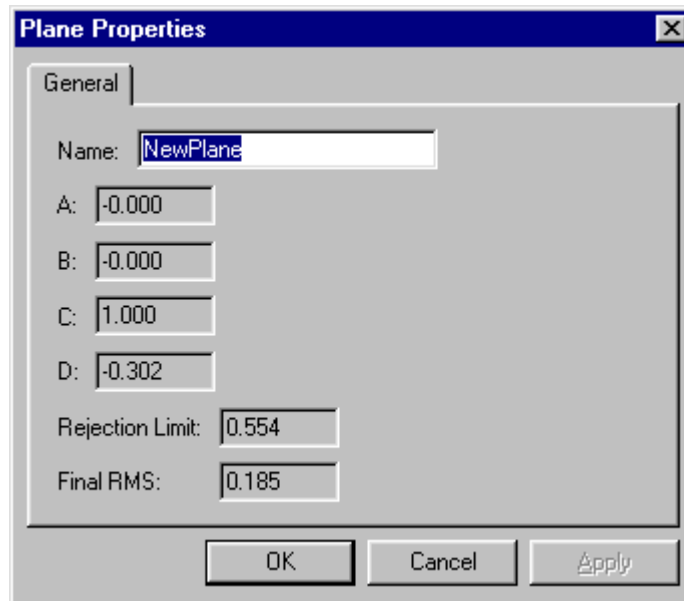 Plane Properties
General
Name: NewPlane
A: -0.000
B: -0.000
C: 1.000
D: -0.302
Rejection Limit: 0.554
Final RMS: 0.185
OK Cancel Apply